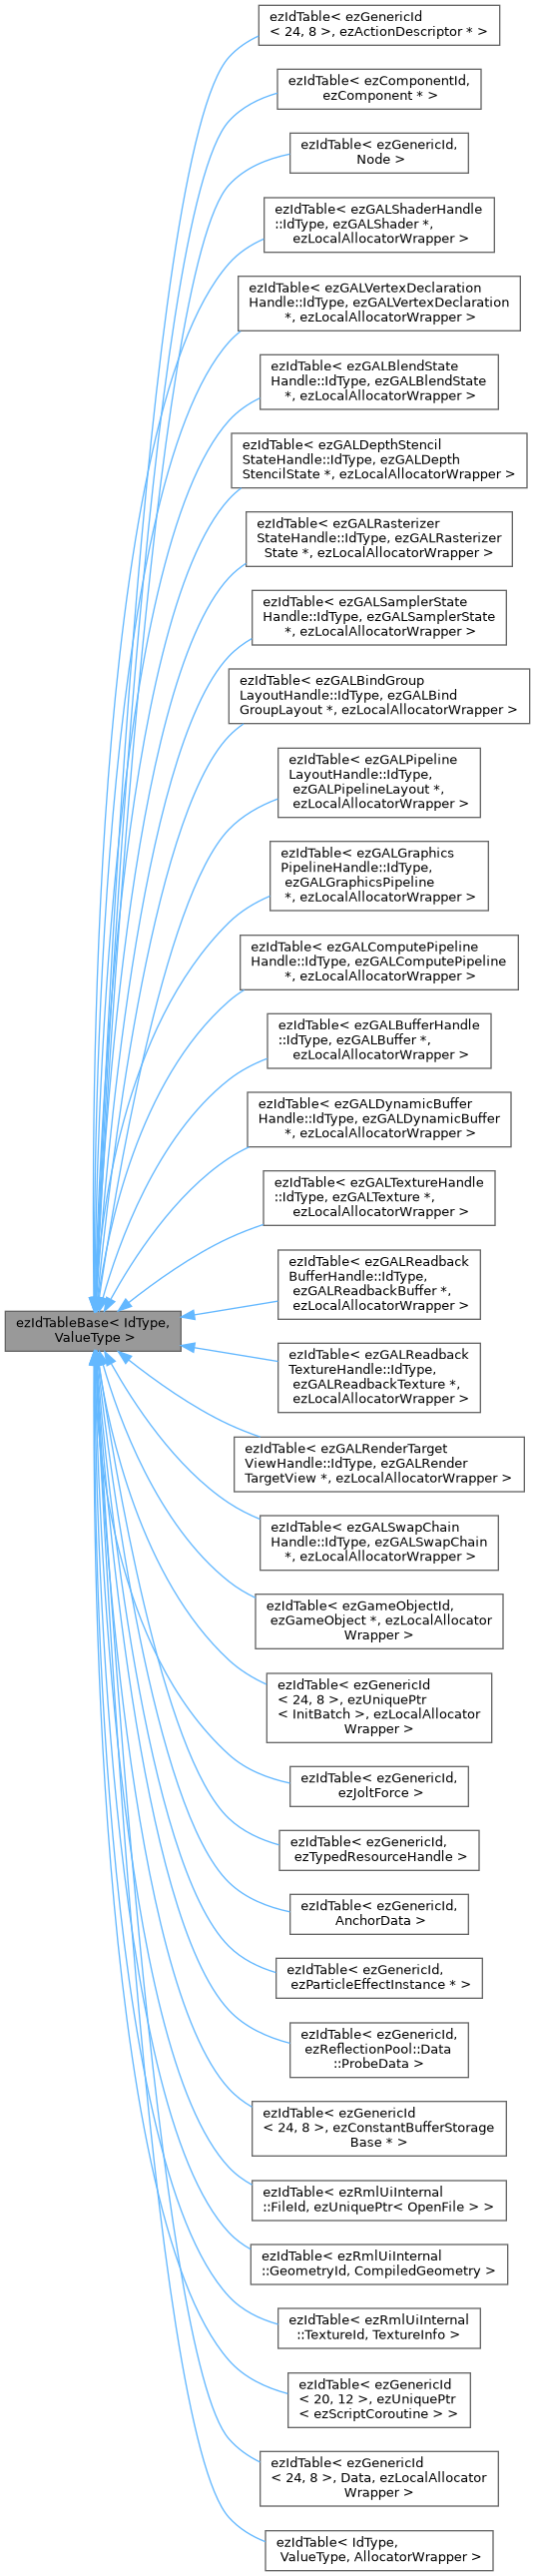 ezIdTable< ezGenericId
< 24, 8 >, ezActionDescriptor * >
ezIdTable< ezComponentId,
ezComponent * >
ezIdTable< ezGenericId,
Node >
ezIdTable< ezGALShaderHandle
::IdType, ezGALShader *,
ezLocalAllocatorWrapper >
ezIdTable< ezGALVertexDeclaration
Handle::IdType, ezGALVertexDeclaration
*, ezLocalAllocatorWrapper >
ezIdTable< ezGALBlendState
Handle::IdType, ezGALBlendState
*, ezLocalAllocatorWrapper >
ezIdTable< ezGALDepthStencil
StateHandle::IdType, ezGALDepth
StencilState *, ezLocalAllocatorWrapper >
ezIdTable< ezGALRasterizer
StateHandle::IdType, ezGALRasterizer
State *, ezLocalAllocatorWrapper >
ezIdTable< ezGALSamplerState
Handle::IdType, ezGALSamplerState
*, ezLocalAllocatorWrapper >
ezIdTable< ezGALBindGroup
LayoutHandle::IdType, ezGALBind
GroupLayout *, ezLocalAllocatorWrapper >
ezIdTable< ezGALPipeline
LayoutHandle::IdType,
ezGALPipelineLayout *,
ezLocalAllocatorWrapper >
ezIdTable< ezGALGraphics
PipelineHandle::IdType,
ezGALGraphicsPipeline
*, ezLocalAllocatorWrapper >
ezIdTable< ezGALComputePipeline
Handle::IdType, ezGALComputePipeline
*, ezLocalAllocatorWrapper >
ezIdTable< ezGALBufferHandle
::IdType, ezGALBuffer *,
ezLocalAllocatorWrapper >
ezIdTable< ezGALDynamicBuffer
Handle::IdType, ezGALDynamicBuffer
*, ezLocalAllocatorWrapper >
ezIdTable< ezGALTextureHandle
::IdType, ezGALTexture *,
ezLocalAllocatorWrapper >
ezIdTable< ezGALReadback
BufferHandle::IdType,
ezGALReadbackBuffer *,
ezLocalAllocatorWrapper >
ezIdTableBase< IdType,
ValueType >
ezIdTable< ezGALReadback
TextureHandle::IdType,
ezGALReadbackTexture *,
ezLocalAllocatorWrapper >
ezIdTable< ezGALRenderTarget
ViewHandle::IdType, ezGALRender
TargetView *, ezLocalAllocatorWrapper >
ezIdTable< ezGALSwapChain
Handle::IdType, ezGALSwapChain
*, ezLocalAllocatorWrapper >
ezIdTable< ezGameObjectId,
ezGameObject *, ezLocalAllocator
Wrapper >
ezIdTable< ezGenericId
< 24, 8 >, ezUniquePtr
< InitBatch >, ezLocalAllocator
Wrapper >
ezIdTable< ezGenericId,
ezJoltForce >
ezIdTable< ezGenericId,
ezTypedResourceHandle >
ezIdTable< ezGenericId,
AnchorData >
ezIdTable< ezGenericId,
ezParticleEffectInstance * >
ezIdTable< ezGenericId,
ezReflectionPool::Data
::ProbeData >
ezIdTable< ezGenericId
< 24, 8 >, ezConstantBufferStorage
Base * >
ezIdTable< ezRmlUiInternal
::FileId, ezUniquePtr< OpenFile > >
ezIdTable< ezRmlUiInternal
::GeometryId, CompiledGeometry >
ezIdTable< ezRmlUiInternal
::TextureId, TextureInfo >
ezIdTable< ezGenericId
< 20, 12 >, ezUniquePtr
< ezScriptCoroutine > >
ezIdTable< ezGenericId
< 24, 8 >, Data, ezLocalAllocator
Wrapper >
ezIdTable< IdType,
ValueType, AllocatorWrapper >